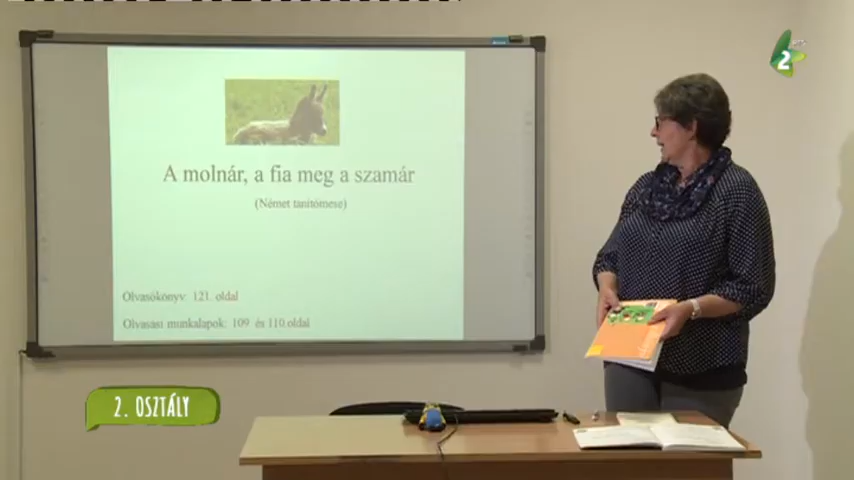 A molnár, a fia meg a szamár
(Német tanítómese)
Olvasókönyv: 121. oldal
Olvasási munkalapok: 109 és 110.oldal
2. OSZTÁLY
2